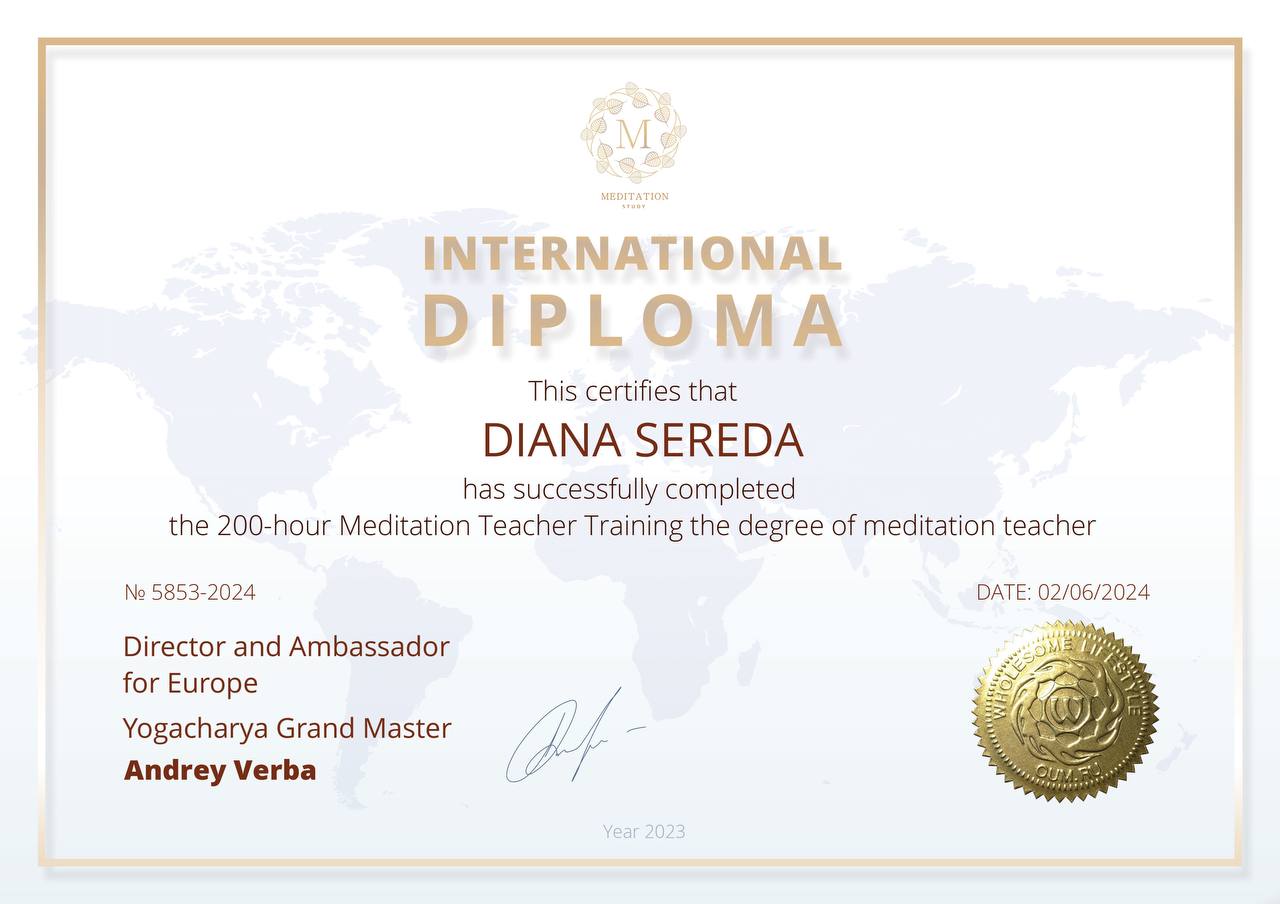 M
MEDITATION
STUDY
INTERNATIONAL
DIPLOMA
This certifies that
DIANA SEREDA
has successfully completed
the 200-hour Meditation Teacher Training the degree of meditation teacher
№ 5853-2024
DATE: 02/06/2024
Director and Ambassador
for Europe
Yogacharya Grand Master
Andrey Verba
WHOLESOME LIFESTYLE
OUM.RU
Year 2023